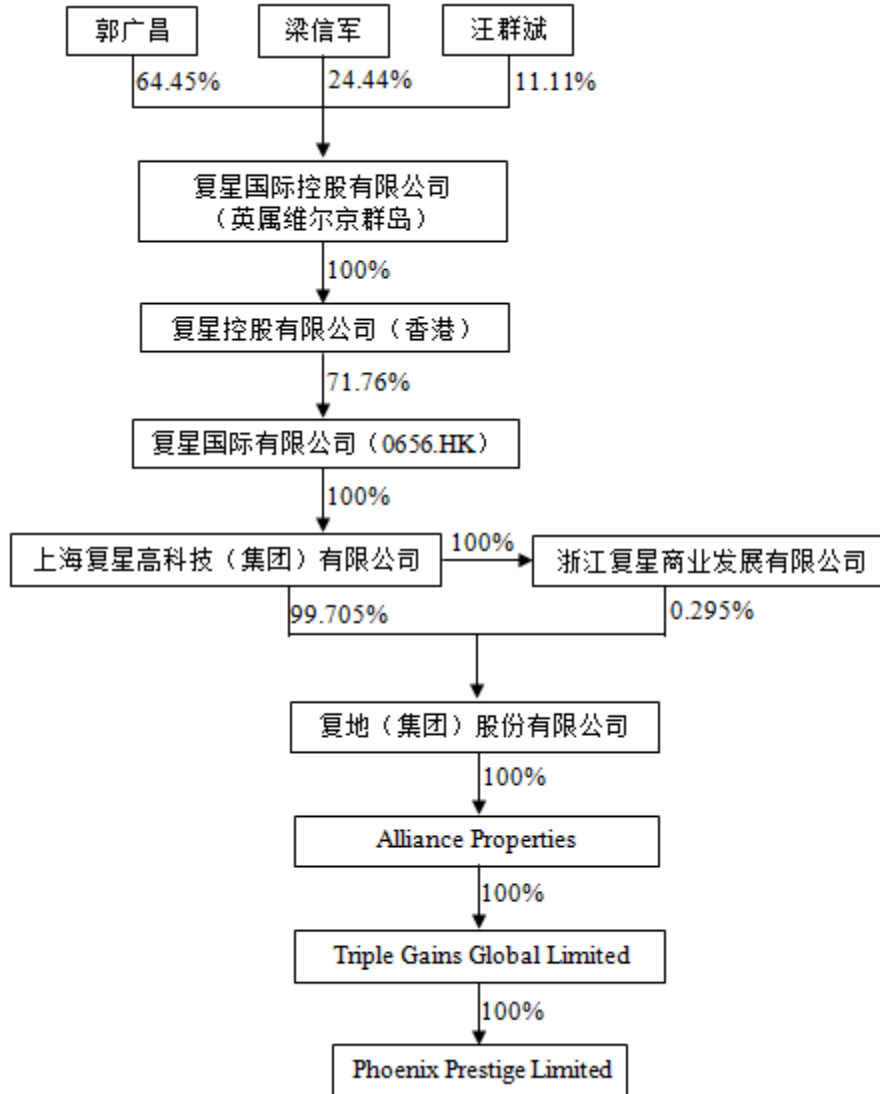 郭广昌
梁信军
汪群斌
64.45%
24.44%
11.11%
复星国际控股有限公司
（英属维尔京群岛）
100%
复星控股有限公司（香港）
71.76%
复星国际有限公司（0656.HK）
100%
上海复星高科技（集团）有限公司
100%
浙江复星商业发展有限公司
99.705%
0.295%
复地（集团）股份有限公司
100%
Alliance Properties
100%
Triple Gains Global Limited
100%
Phoenix Prestige Limited